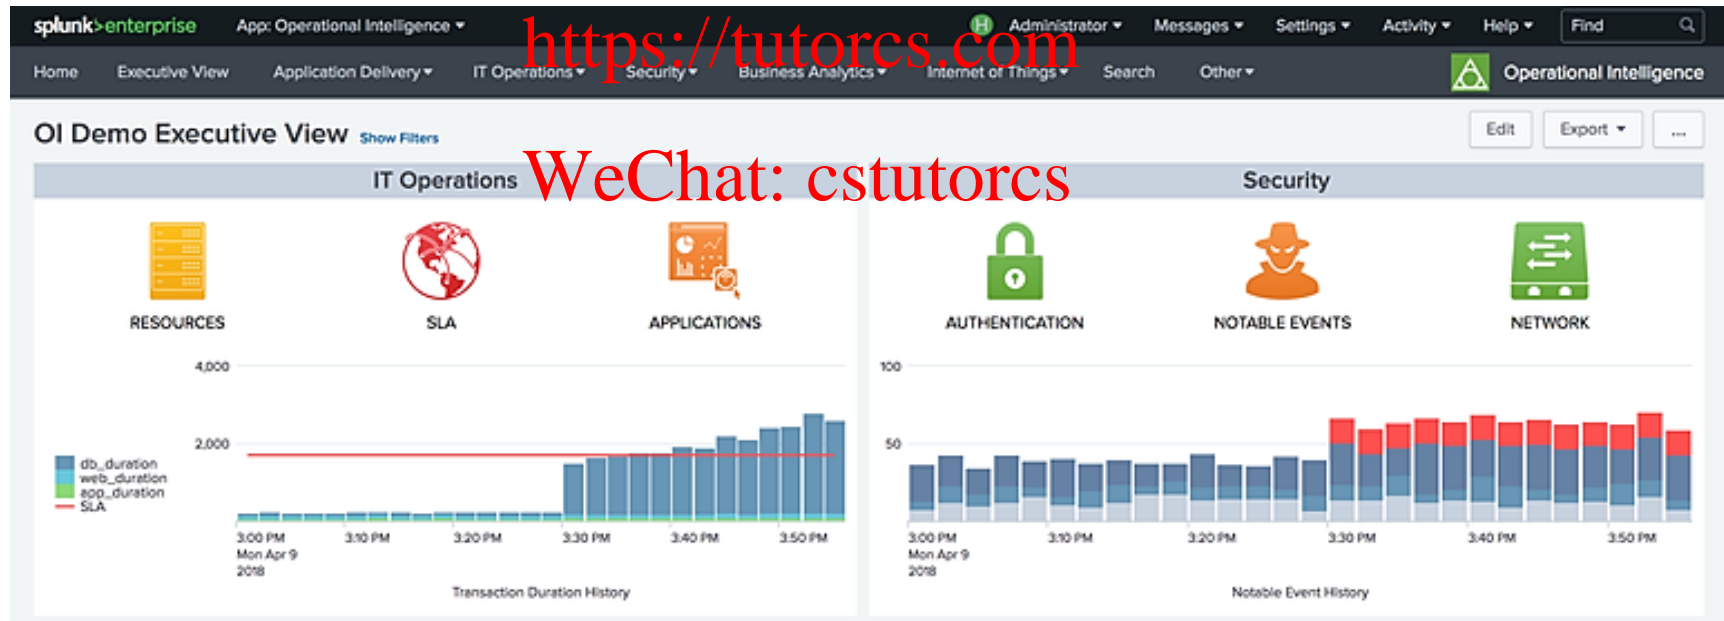 splunk>enterprise App: Operational Intelligence Administrator Messages Settings Activity Help Find
https://tutorcs.com
Home Executive View Application Delivery IT Operations Security Business Analytics Internet of Things Search Other Operational Intelligence
OI Demo Executive View Show Filters Edit Export ...
WeChat: cstutorcs
IT Operations
RESOURCES SLA APPLICATIONS
4,000
2,000
db_duration
web_duration
app_duration
SLA
3:00 PM 3:10 PM 3:20 PM 3:30 PM 3:40 PM 3:50 PM
Mon Apr 9
2018
Transaction Duration History
Security
AUTHENTICATION NOTABLE EVENTS NETWORK
100
50
3:00 PM 3:10 PM 3:20 PM 3:30 PM 3:40 PM 3:50 PM
Mon Apr 9
2018
Notable Event History